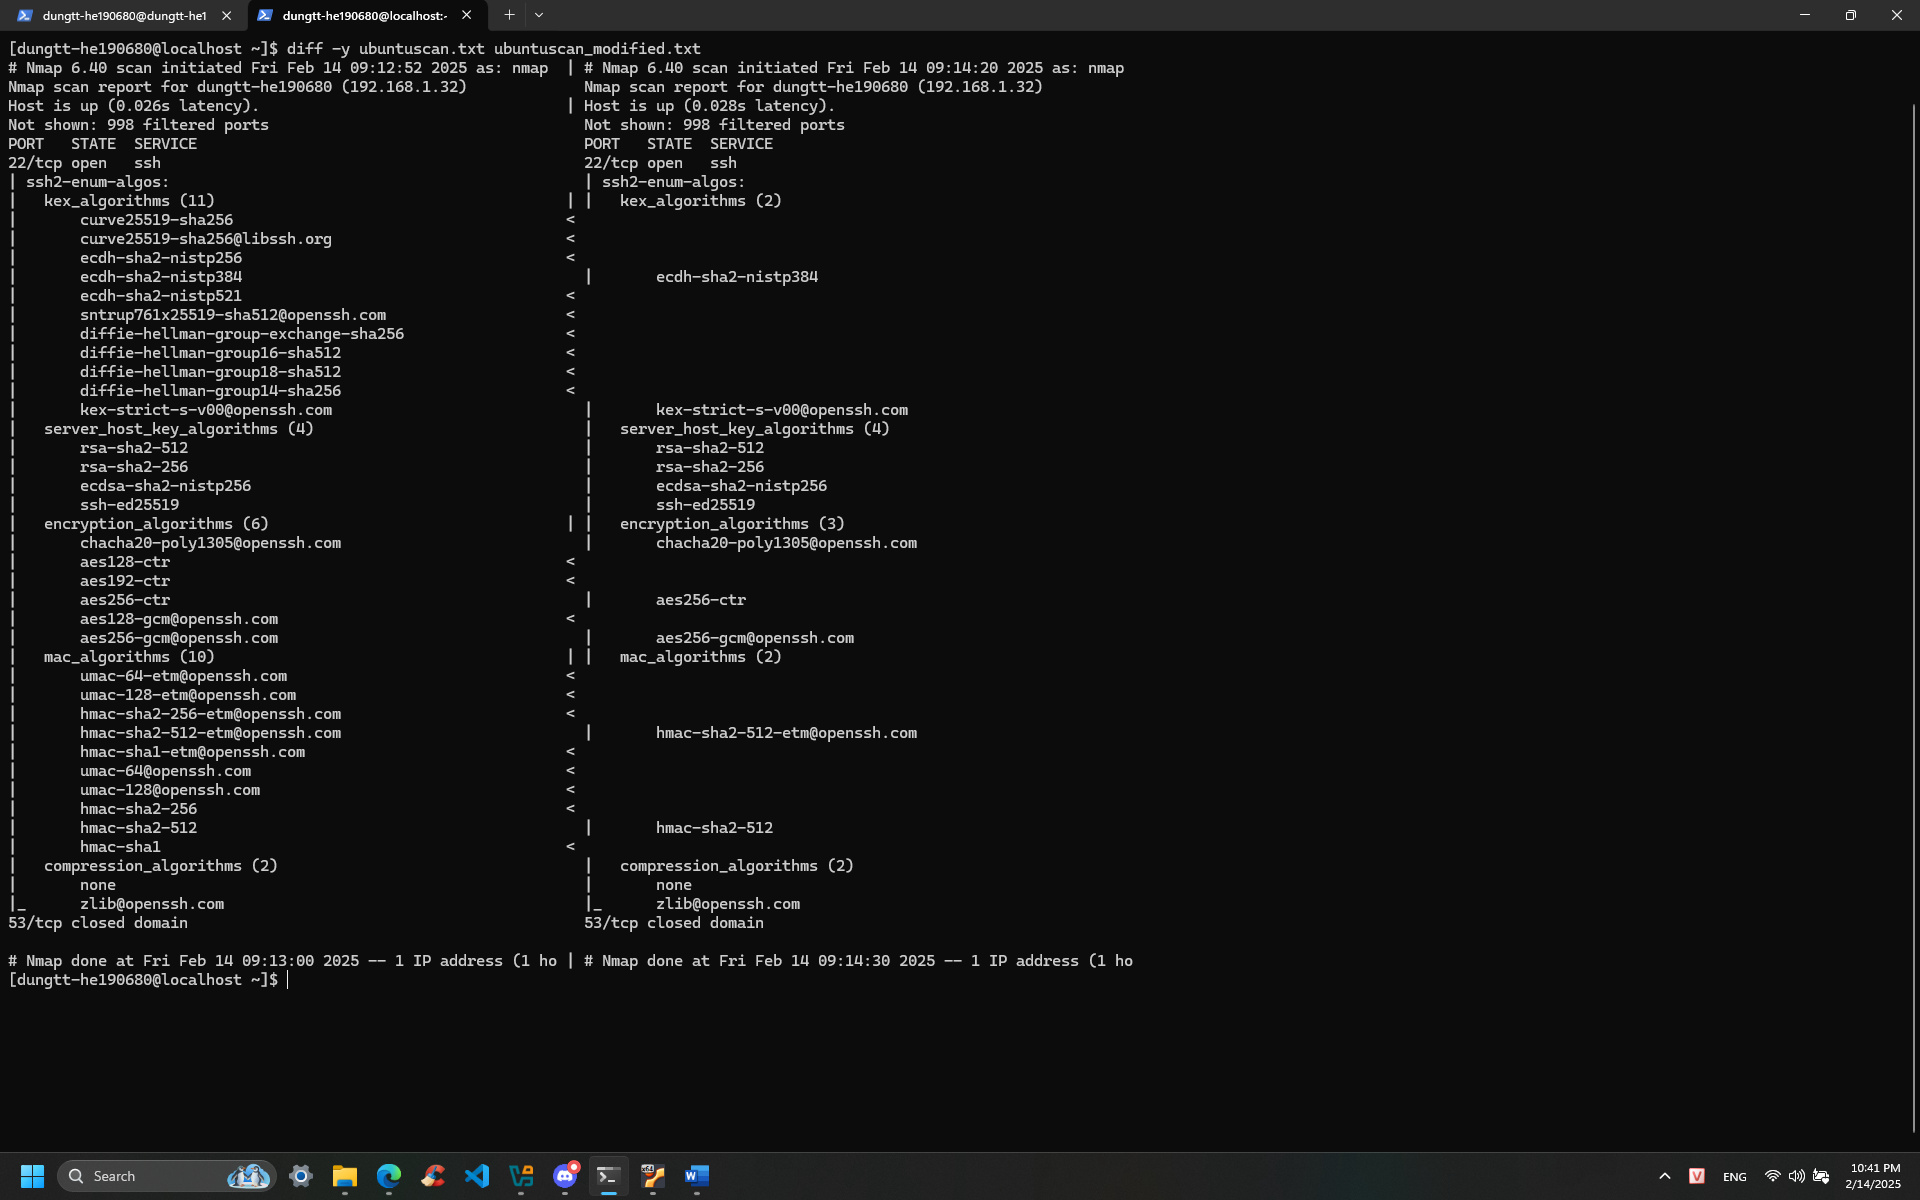 dungtt-he190680@dungtt-he1
dungtt-he190680@localhost:~
[dungtt-he190680@localhost ~]$ diff -y ubuntuscan.txt ubuntuscan_modified.txt
# Nmap 6.40 scan initiated Fri Feb 14 09:12:52 2025 as: nmap | # Nmap 6.40 scan initiated Fri Feb 14 09:14:20 2025 as: nmap
Nmap scan report for dungtt-he190680 (192.168.1.32) Nmap scan report for dungtt-he190680 (192.168.1.32)
Host is up (0.026s latency). | Host is up (0.028s latency).
Not shown: 998 filtered ports Not shown: 998 filtered ports
PORT STATE SERVICE PORT STATE SERVICE
22/tcp open ssh 22/tcp open ssh
| ssh2-enum-algos: | ssh2-enum-algos:
| kex_algorithms (11) | | kex_algorithms (2)
| curve25519-sha256 <
| curve25519-sha256@libssh.org <
| ecdh-sha2-nistp256 <
| ecdh-sha2-nistp384 | ecdh-sha2-nistp384
| ecdh-sha2-nistp521 <
| sntrup761x25519-sha512@openssh.com <
| diffie-hellman-group-exchange-sha256 <
| diffie-hellman-group16-sha512 <
| diffie-hellman-group18-sha512 <
| diffie-hellman-group14-sha256 <
| kex-strict-s-v00@openssh.com | kex-strict-s-v00@openssh.com
| server_host_key_algorithms (4) | server_host_key_algorithms (4)
| rsa-sha2-512 | rsa-sha2-512
| rsa-sha2-256 | rsa-sha2-256
| ecdsa-sha2-nistp256 | ecdsa-sha2-nistp256
| ssh-ed25519 | ssh-ed25519
| encryption_algorithms (6) | | encryption_algorithms (3)
| chacha20-poly1305@openssh.com | chacha20-poly1305@openssh.com
| aes128-ctr <
| aes192-ctr <
| aes256-ctr | aes256-ctr
| aes128-gcm@openssh.com <
| aes256-gcm@openssh.com | aes256-gcm@openssh.com
| mac_algorithms (10) | | mac_algorithms (2)
| umac-64-etm@openssh.com <
| umac-128-etm@openssh.com <
| hmac-sha2-256-etm@openssh.com <
| hmac-sha2-512-etm@openssh.com | hmac-sha2-512-etm@openssh.com
| hmac-sha1-etm@openssh.com <
| umac-64@openssh.com <
| umac-128@openssh.com <
| hmac-sha2-256 <
| hmac-sha2-512 | hmac-sha2-512
| hmac-sha1 <
| compression_algorithms (2) | compression_algorithms (2)
| none | none
|_ zlib@openssh.com |_ zlib@openssh.com
53/tcp closed domain 53/tcp closed domain
# Nmap done at Fri Feb 14 09:13:00 2025 -- 1 IP address (1 ho | # Nmap done at Fri Feb 14 09:14:30 2025 -- 1 IP address (1 ho
[dungtt-he190680@localhost ~]$
Search
x64
W
V
ENG
10:41 PM
2/14/2025